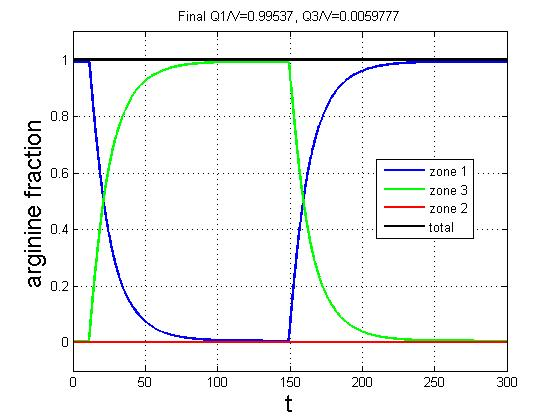 Final Q1/V=0.99537, Q3/V=0.0059777
1
0.8
0.6
0.4
0.2
0
arginine fraction
zone 1
zone 3
zone 2
total
0 50 100 150 200 250 300
t